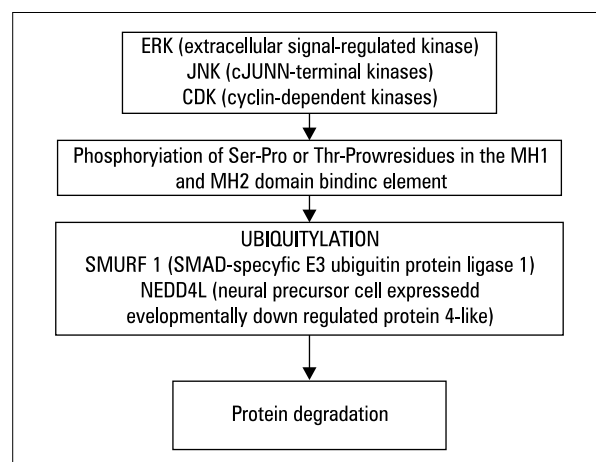 ERK (extracellular signal-regulated kinase)
JNK (cJUNN-terminal kinases)
CDK (cyclin-dependent kinases)
Phosphoryiation of Ser-Pro or Thr-Prowresidues in the MH1
and MH2 domain bindinc element
UBIQUITYLATION
SMURF 1 (SMAD-specyfic E3 ubiguitin protein ligase 1)
NEDD4L (neural precursor cell expressedd
evelopmentally down regulated protein 4-like)
Protein degradation